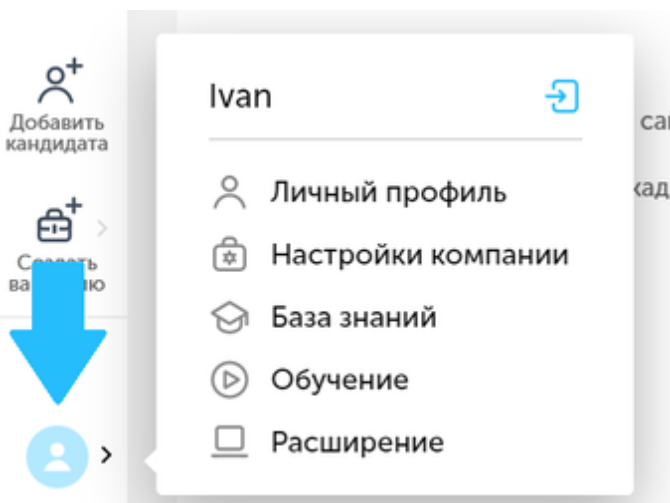 Добавить
кандидата
Ivan
Личный профиль
Настройки компании
База знаний
Обучение
Расширение